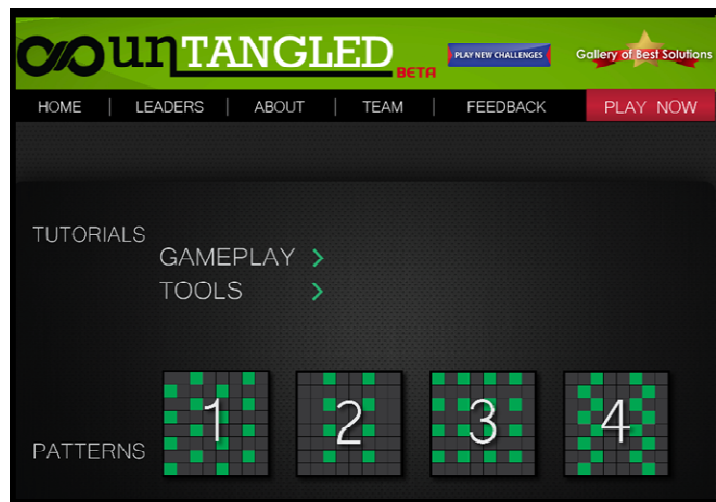 unTANGLED
BETA
PLAY NEW CHALLENGES
Gallery of Best Solutions
HOME | LEADERS | ABOUT | TEAM | FEEDBACK PLAY NOW
TUTORIALS
GAMEPLAY >
TOOLS >
PATTERNS
1 2 3 4